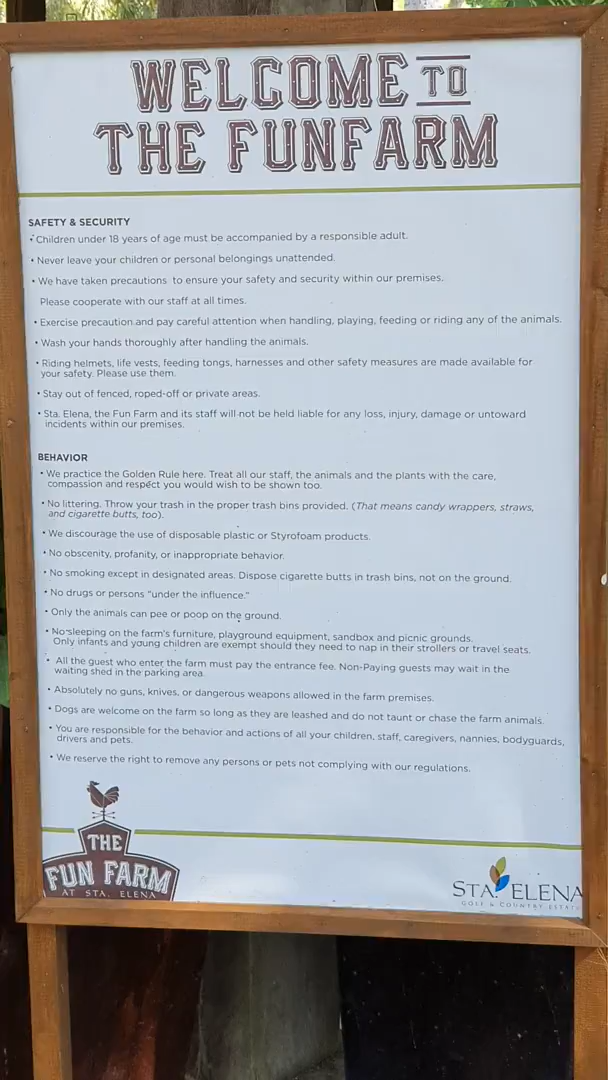 WELCOME TO
THE FUNFARM
SAFETY & SECURITY
• Children under 18 years of age must be accompanied by a responsible adult.
• Never leave your children or personal belongings unattended.
• We have taken precautions to ensure your safety and security within our premises.
Please cooperate with our staff at all times.
• Exercise precaution and pay careful attention when handling, playing, feeding or riding any of the animals.
• Wash your hands thoroughly after handling the animals.
• Riding helmets, life vests, feeding tongs, harnesses and other safety measures are made available for
your safety. Please use them.
• Stay out of fenced, roped-off or private areas.
• Sta. Elena, the Fun Farm and its staff will not be held liable for any loss, injury, damage or untoward
incidents within our premises.
BEHAVIOR
• We practice the Golden Rule here. Treat all our staff, the animals and the plants with the care,
compassion and respect you would wish to be shown too.
• No littering. Throw your trash in the proper trash bins provided. (That means candy wrappers, straws,
and cigarette butts, too).
• We discourage the use of disposable plastic or Styrofoam products.
• No obscenity, profanity, or inappropriate behavior.
• No smoking except in designated areas. Dispose cigarette butts in trash bins, not on the ground.
• No drugs or persons "under the influence."
• Only the animals can pee or poop on the ground.
• No sleeping on the farm's furniture, playground equipment, sandbox and picnic grounds.
Only infants and young children are exempt should they need to nap in their strollers or travel seats.
• All the guest who enter the farm must pay the entrance fee. Non-Paying guests may wait in the
waiting shed in the parking area.
• Absolutely no guns, knives, or dangerous weapons allowed in the farm premises.
• Dogs are welcome on the farm so long as they are leashed and do not taunt or chase the farm animals.
• You are responsible for the behavior and actions of all your children, staff, caregivers, nannies, bodyguards,
drivers and pets.
• We reserve the right to remove any persons or pets not complying with our regulations.
THE
FUN FARM
AT STA. ELENA
STA. ELENA
GOLF & COUNTRY ESTATE